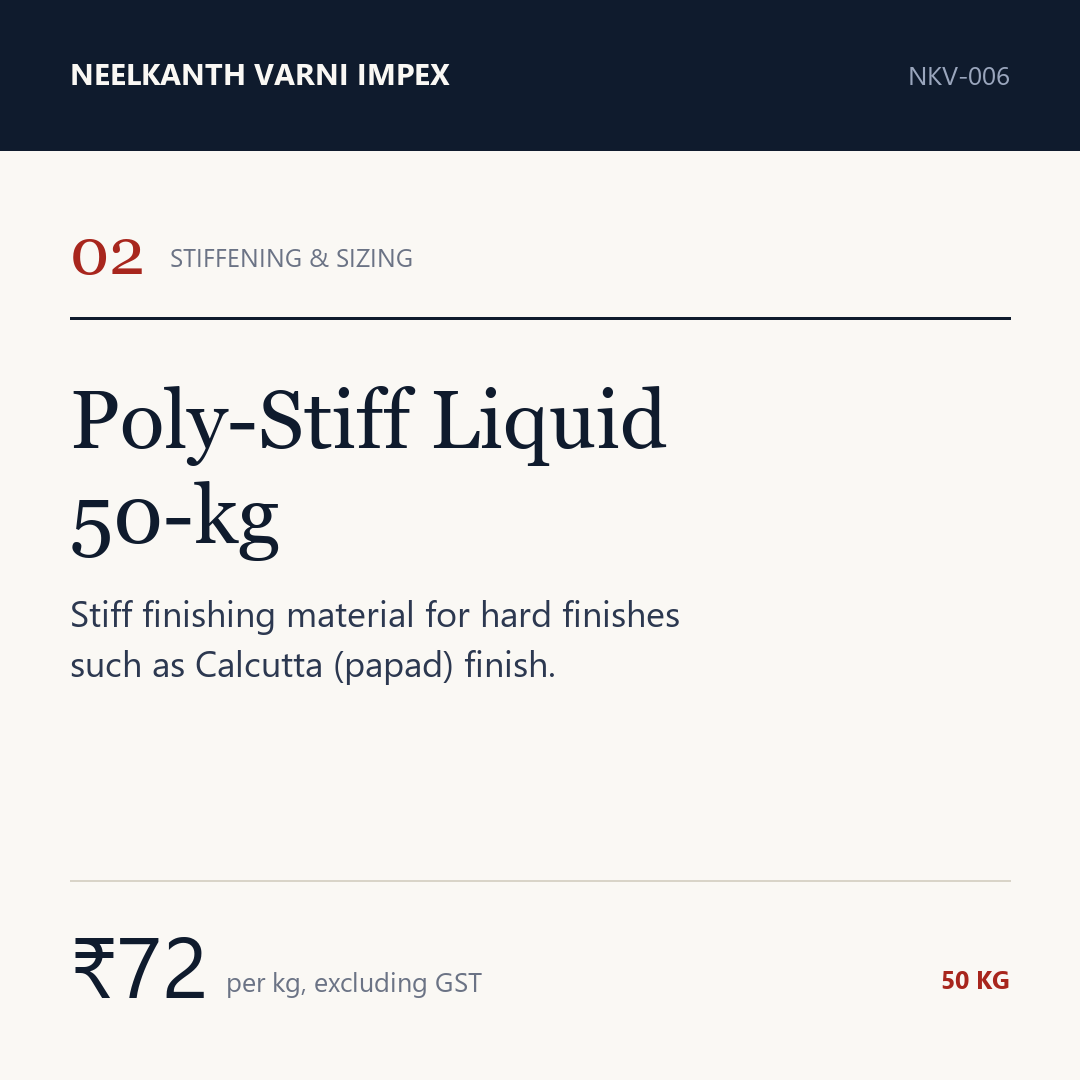 NEELKANTH VARNI IMPEX
NKV-006
02 STIFFENING & SIZING
Poly-Stiff Liquid
50-kg
Stiff finishing material for hard finishes
such as Calcutta (papad) finish.
₹72 per kg, excluding GST
50 KG